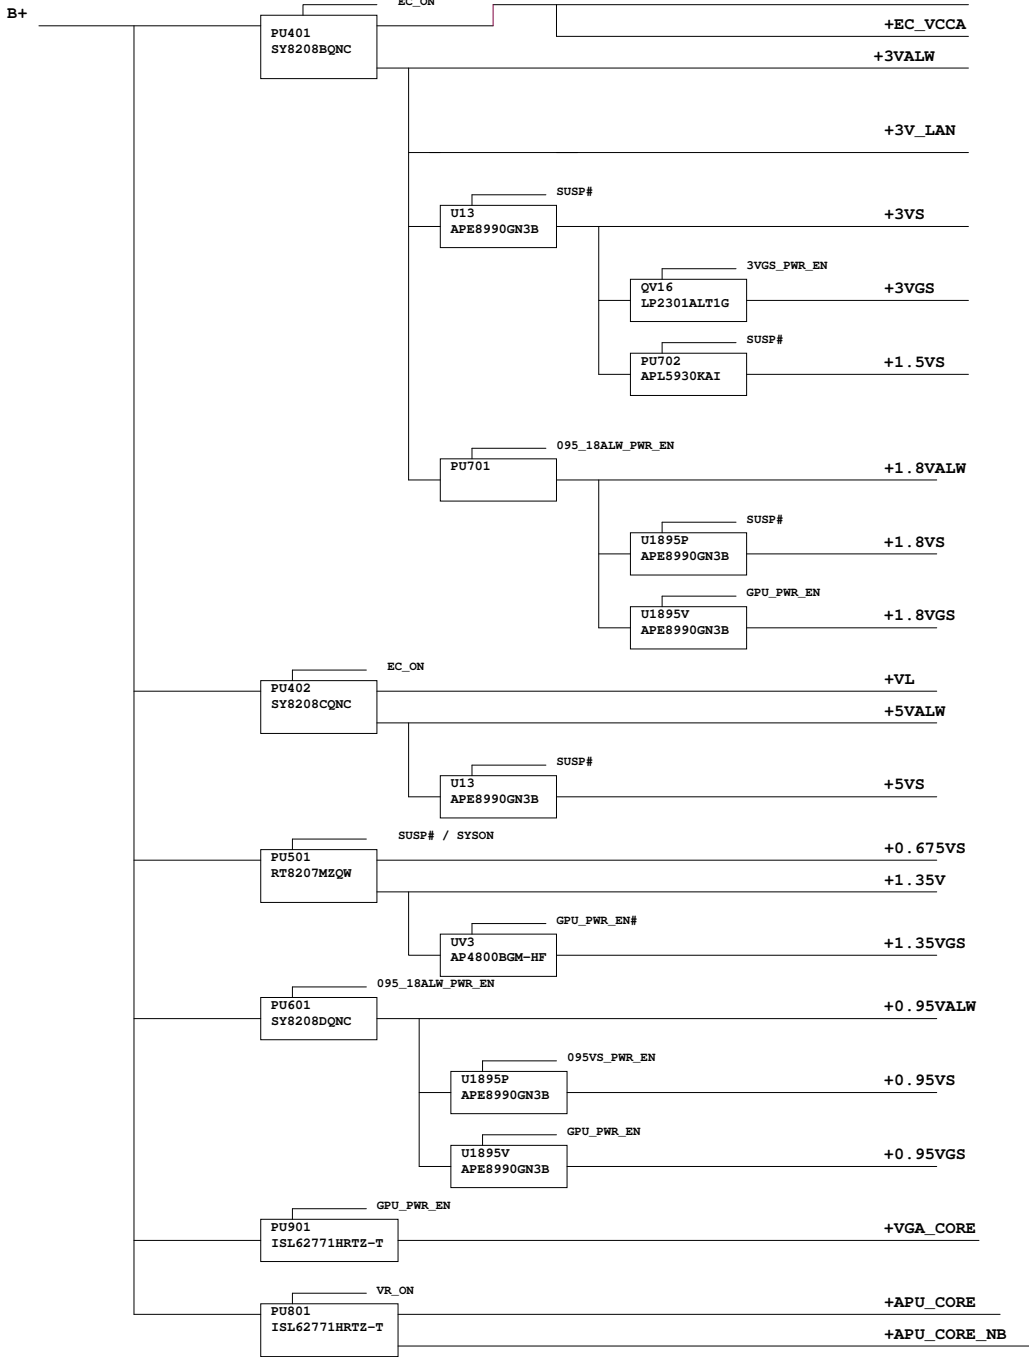 EC_ON
B+
PU401
SY8208BQNC
+EC_VCCA
+3VALW
+3V_LAN
SUSP#
U13
APE8990GN3B
+3VS
3VGS_PWR_EN
QV16
LP2301ALT1G
+3VGS
SUSP#
PU702
APL5930KAI
+1.5VS
095_18ALW_PWR_EN
PU701
+1.8VALW
SUSP#
U1895P
APE8990GN3B
+1.8VS
GPU_PWR_EN
U1895V
APE8990GN3B
+1.8VGS
EC_ON
PU402
SY8208CQNC
+VL
+5VALW
SUSP#
U13
APE8990GN3B
+5VS
SUSP# / SYSON
PU501
RT8207MZQW
+0.675VS
+1.35V
GPU_PWR_EN#
UV3
AP4800BGM-HF
+1.35VGS
095_18ALW_PWR_EN
PU601
SY8208DQNC
+0.95VALW
095VS_PWR_EN
U1895P
APE8990GN3B
+0.95VS
GPU_PWR_EN
U1895V
APE8990GN3B
+0.95VGS
GPU_PWR_EN
PU901
ISL62771HRTZ-T
+VGA_CORE
VR_ON
PU801
ISL62771HRTZ-T
+APU_CORE
+APU_CORE_NB